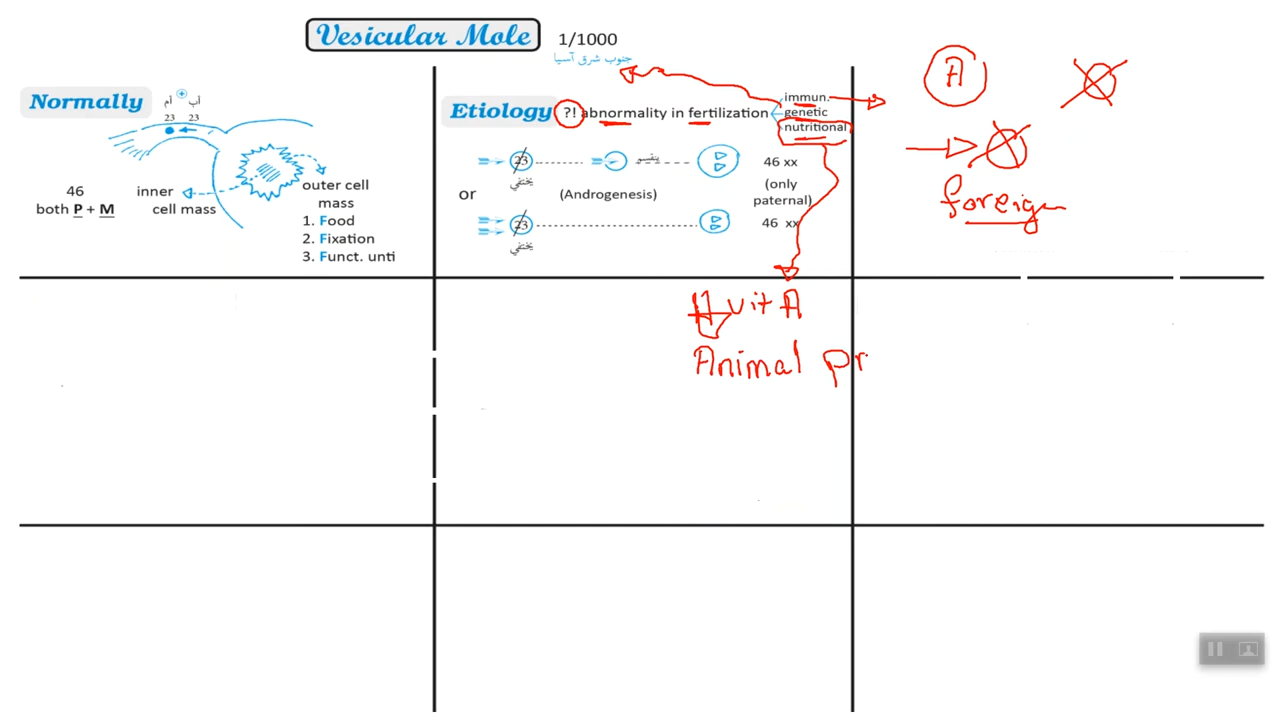 Vesicular Mole
1/1000
جنوب شرق آسيا
Normally
أم + أب
23 23
46
both P + M
inner
cell mass
outer cell
mass
1. Food
2. Fixation
3. Funct. unti
Etiology
?! abnormality in fertilization
immun.
genetic
nutritional
23
يختفي
ينقسم
46 xx
or
(Androgenesis)
(only
paternal)
23
يختفي
46 xx
A
foreign
vit A
Animal pr